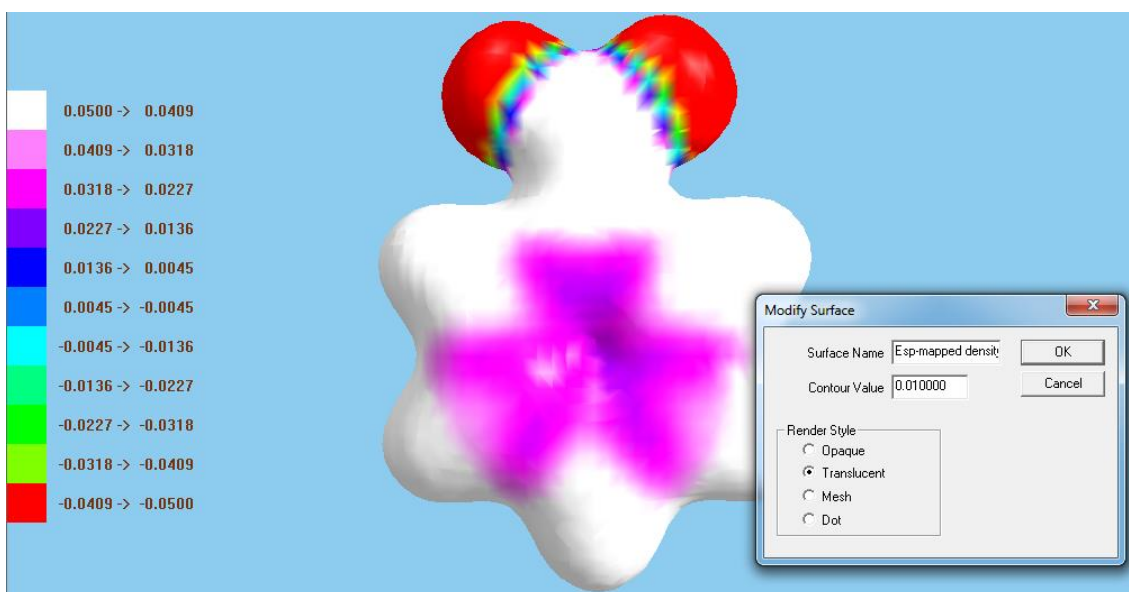 0.0500 -> 0.0409
0.0409 -> 0.0318
0.0318 -> 0.0227
0.0227 -> 0.0136
0.0136 -> 0.0045
0.0045 -> -0.0045
-0.0045 -> -0.0136
-0.0136 -> -0.0227
-0.0227 -> -0.0318
-0.0318 -> -0.0409
-0.0409 -> -0.0500
Modify Surface
Surface Name Esp-mapped density OK
Contour Value 0.010000 Cancel
Render Style
Opaque
Translucent
Mesh
Dot